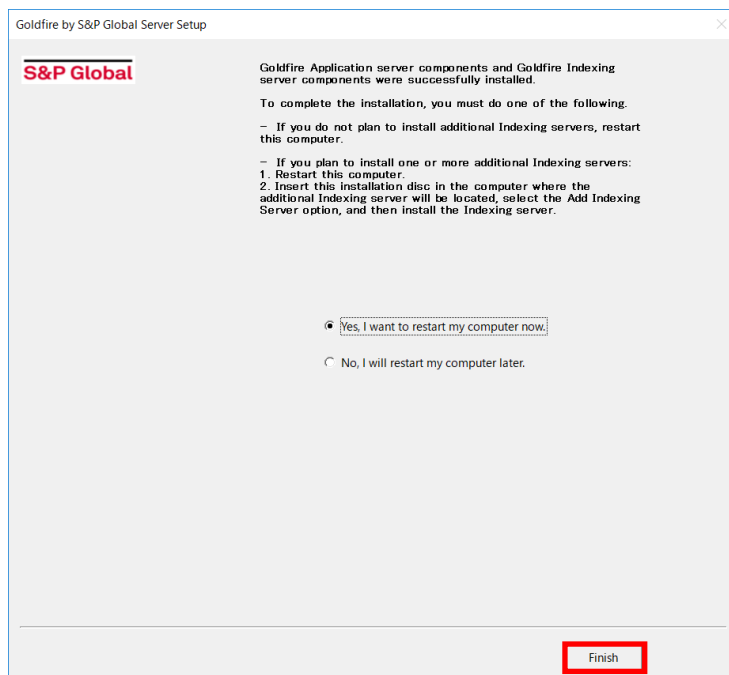 Goldfire by S&P Global Server Setup
S&P Global
Goldfire Application server components and Goldfire Indexing
server components were successfully installed.
To complete the installation, you must do one of the following.
- If you do not plan to install additional Indexing servers, restart
this computer.
- If you plan to install one or more additional Indexing servers:
1. Restart this computer.
2. Insert this installation disc in the computer where the
additional Indexing server will be located, select the Add Indexing
Server option, and then install the Indexing server.
Yes, I want to restart my computer now.
No, I will restart my computer later.
Finish